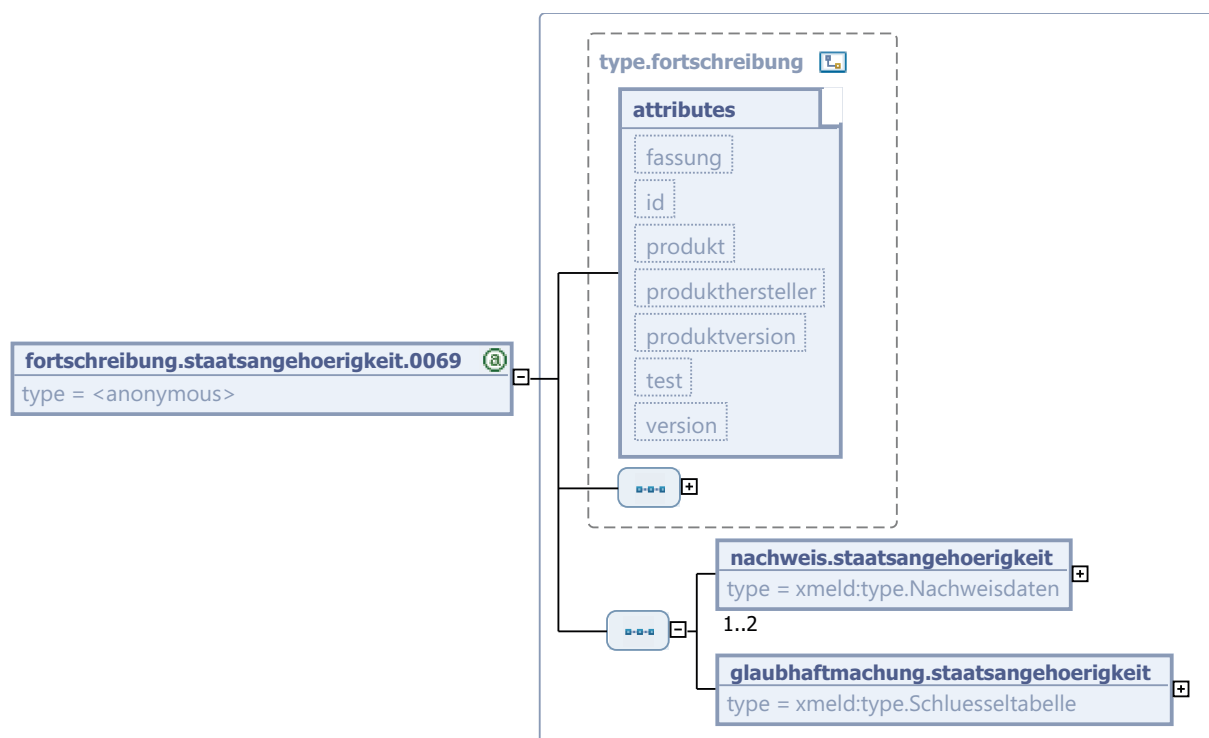 type.fortschreibung
attributes
fassung
id
produkt
produkthersteller
produktversion
test
version
fortschreibung.staatsangehoerigkeit.0069 a
type = <anonymous>
nachweis.staatsangehoerigkeit
type = xmeld:type.Nachweisdaten
1..2
glaubhaftmachung.staatsangehoerigkeit
type = xmeld:type.Schluesseltabelle